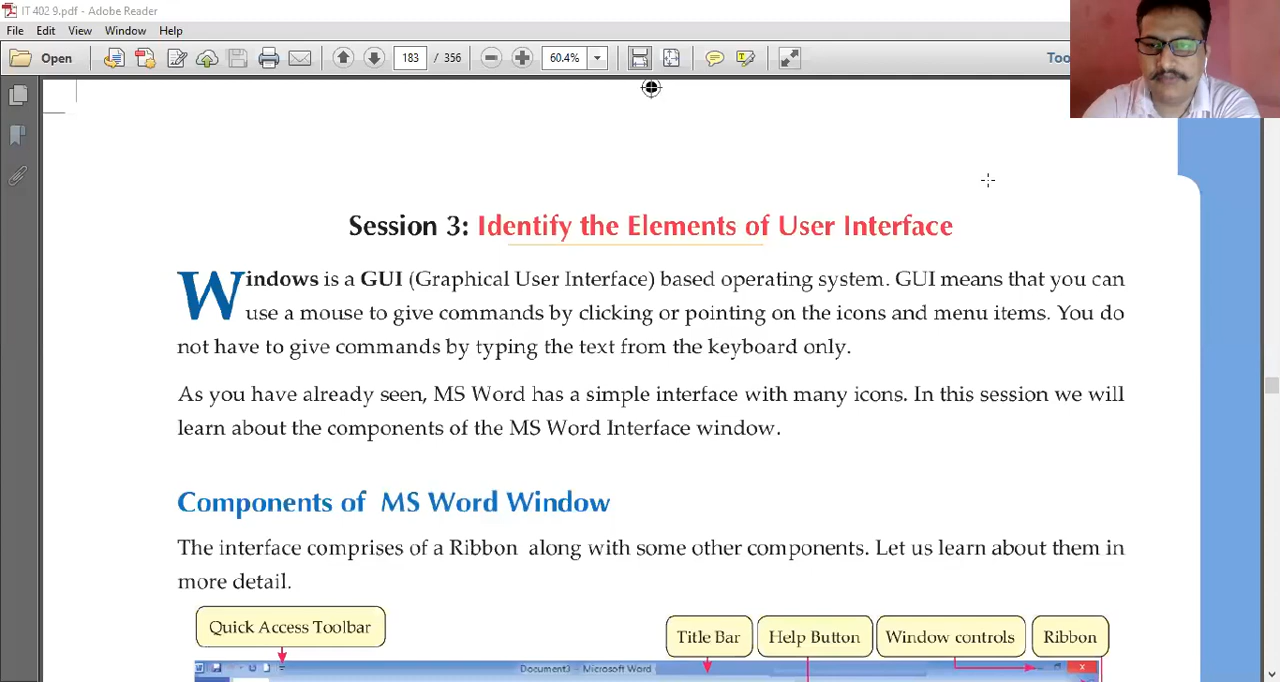 IT 402 9.pdf - Adobe Reader
File Edit View Window Help
Open 183 / 356 60.4% Too
Session 3: Identify the Elements of User Interface
Windows is a GUI (Graphical User Interface) based operating system. GUI means that you can
use a mouse to give commands by clicking or pointing on the icons and menu items. You do
not have to give commands by typing the text from the keyboard only.
As you have already seen, MS Word has a simple interface with many icons. In this session we will
learn about the components of the MS Word Interface window.
Components of MS Word Window
The interface comprises of a Ribbon along with some other components. Let us learn about them in
more detail.
Quick Access Toolbar
Title Bar Help Button Window controls Ribbon
Document3 - Microsoft Word